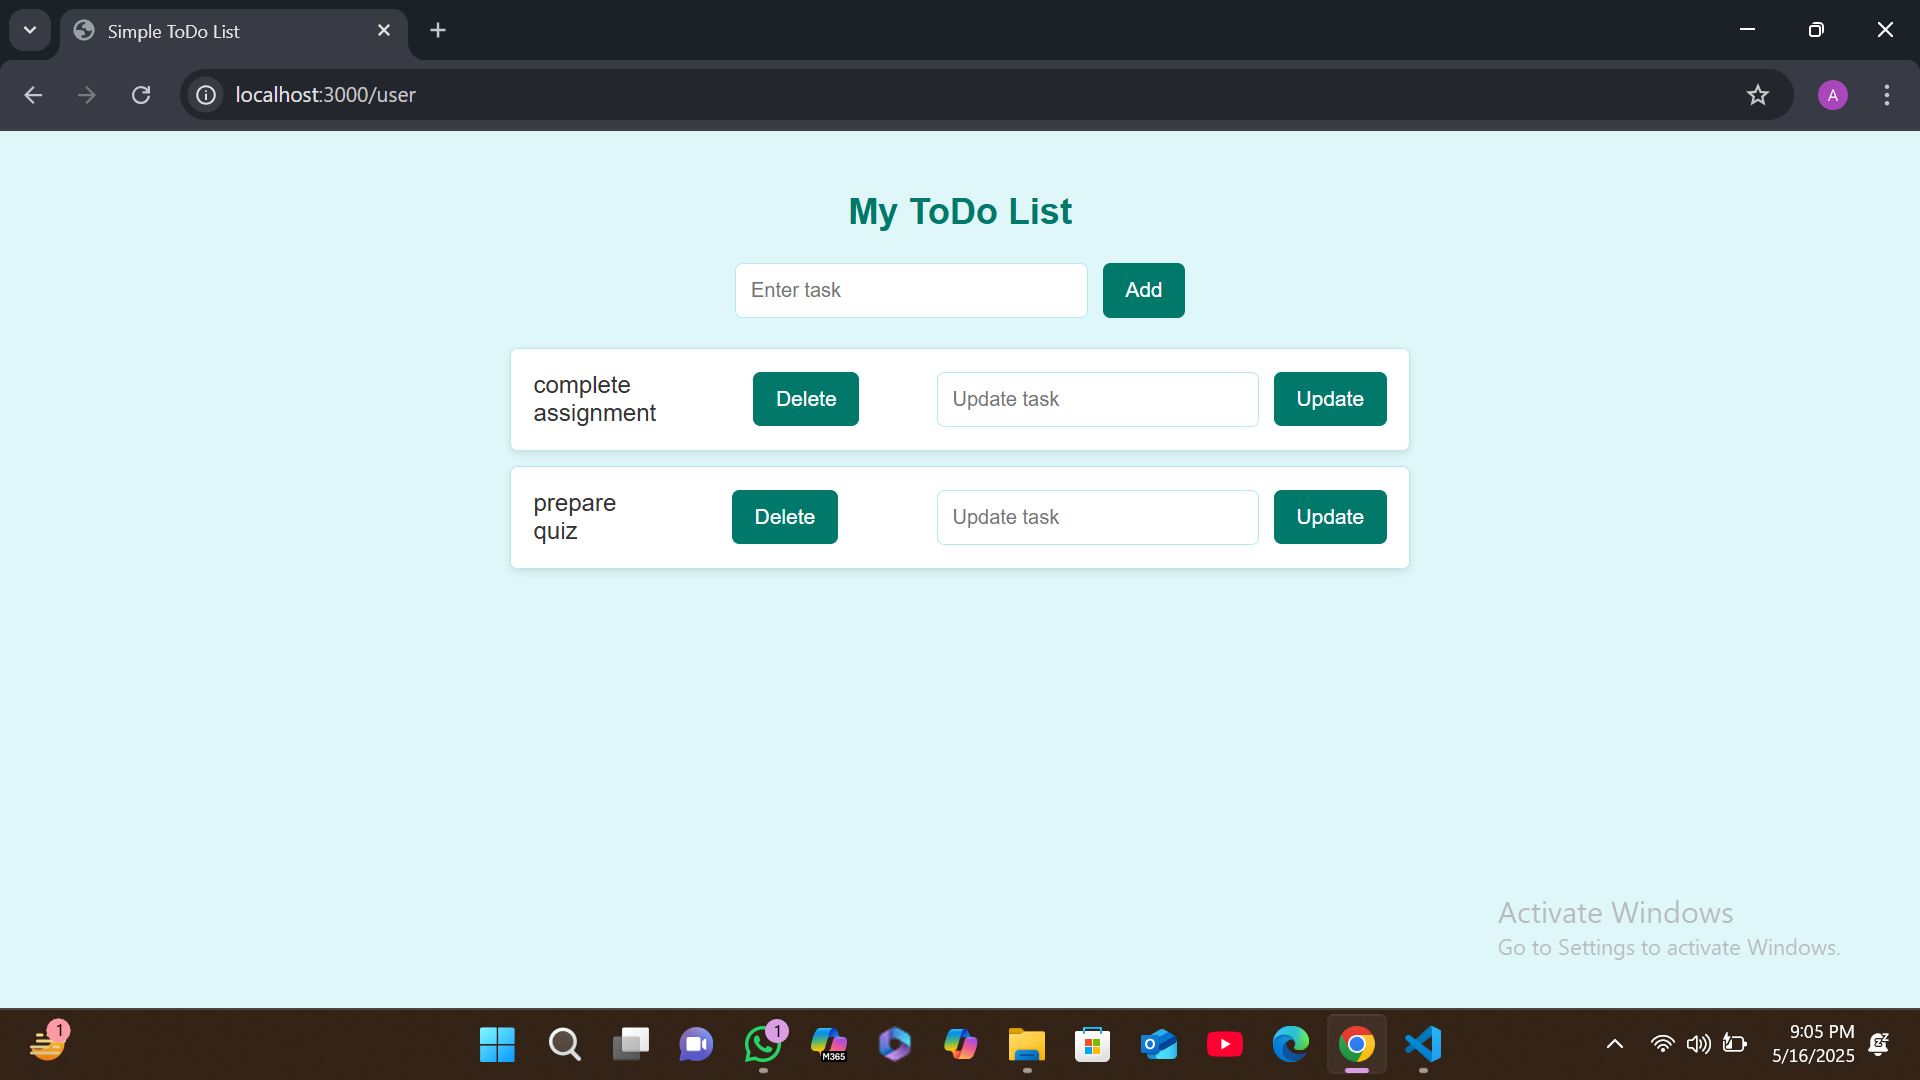 Simple ToDo List
localhost:3000/user
A
My ToDo List
Enter task
Add
complete
assignment
Delete
Update task
Update
prepare
quiz
Delete
Update task
Update
Activate Windows
Go to Settings to activate Windows.
1
1
M365
O
9:05 PM
5/16/2025